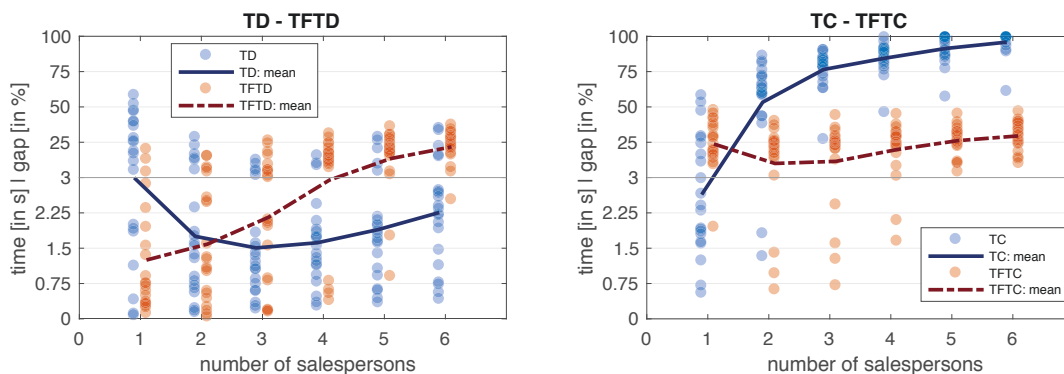 TD - TFTD
time [in s] | gap [in %]
100
75
50
25
3
2.25
1.5
0.75
0
TD
TD: mean
TFTD
TFTD: mean
0 1 2 3 4 5 6 7
number of salespersons
TC - TFTC
time [in s] | gap [in %]
100
75
50
25
3
2.25
1.5
0.75
0
TC
TC: mean
TFTC
TFTC: mean
0 1 2 3 4 5 6
number of salespersons